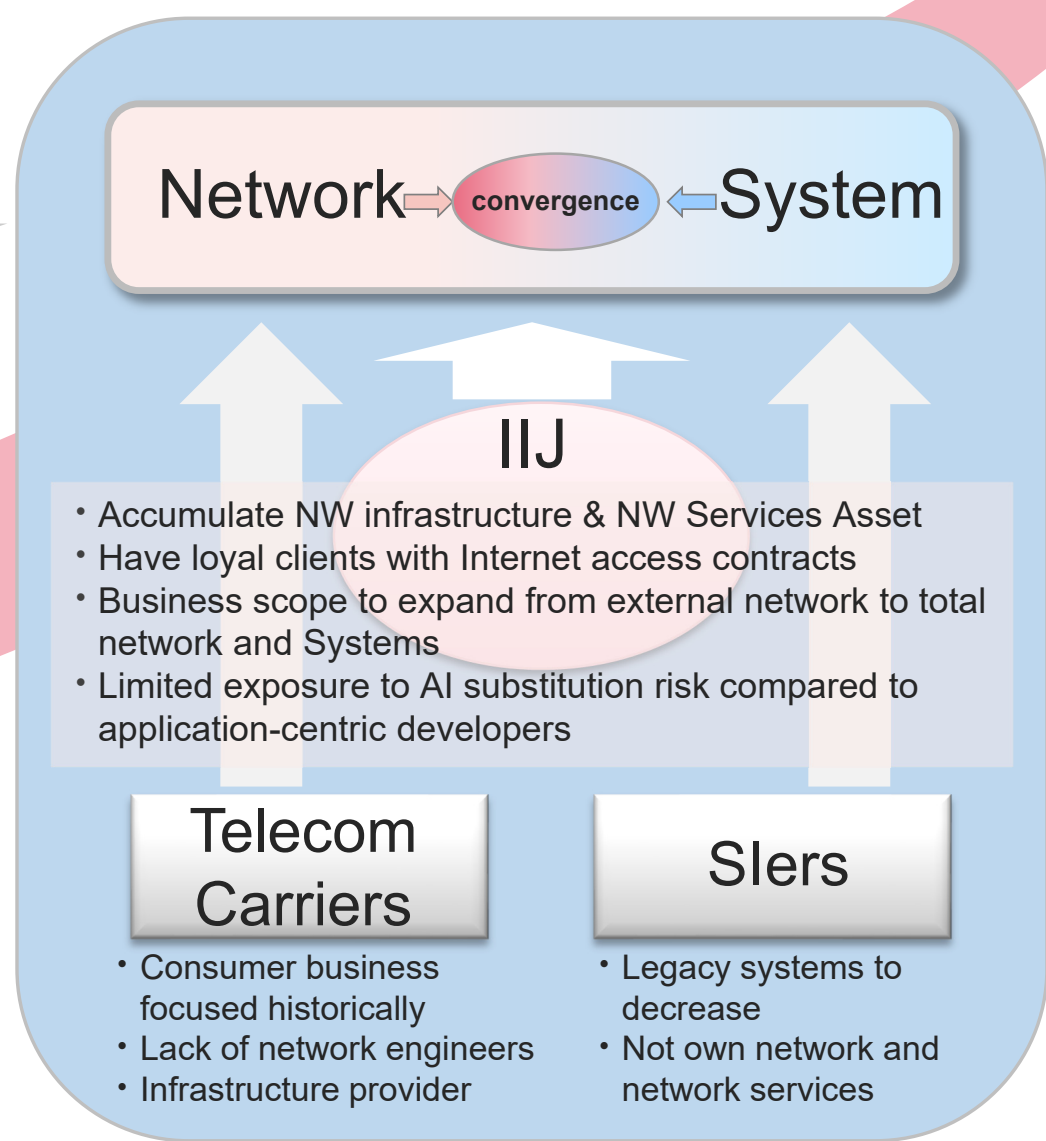 Network
convergence
System
IIJ
・Accumulate NW infrastructure & NW Services Asset
・Have loyal clients with Internet access contracts
・Business scope to expand from external network to total
network and Systems
・Limited exposure to AI substitution risk compared to
application-centric developers
Telecom
Carriers
・Consumer business
focused historically
・Lack of network engineers
・Infrastructure provider
SIers
・Legacy systems to
decrease
・Not own network and
network services